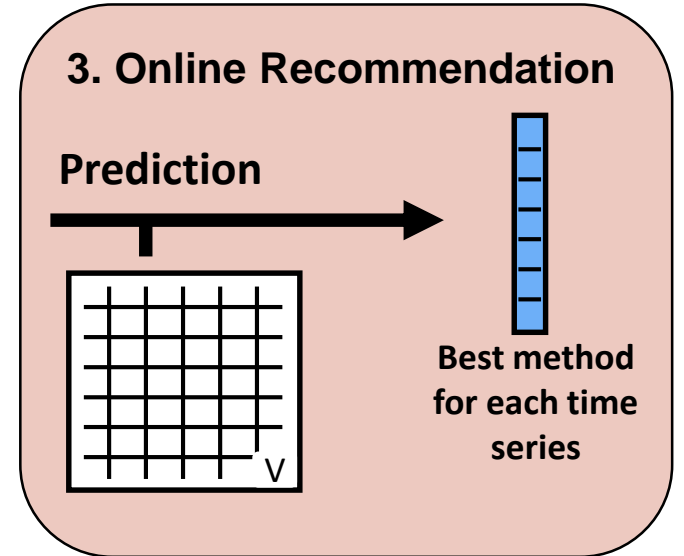 3. Online Recommendation
Prediction
V
Best method
for each time
series